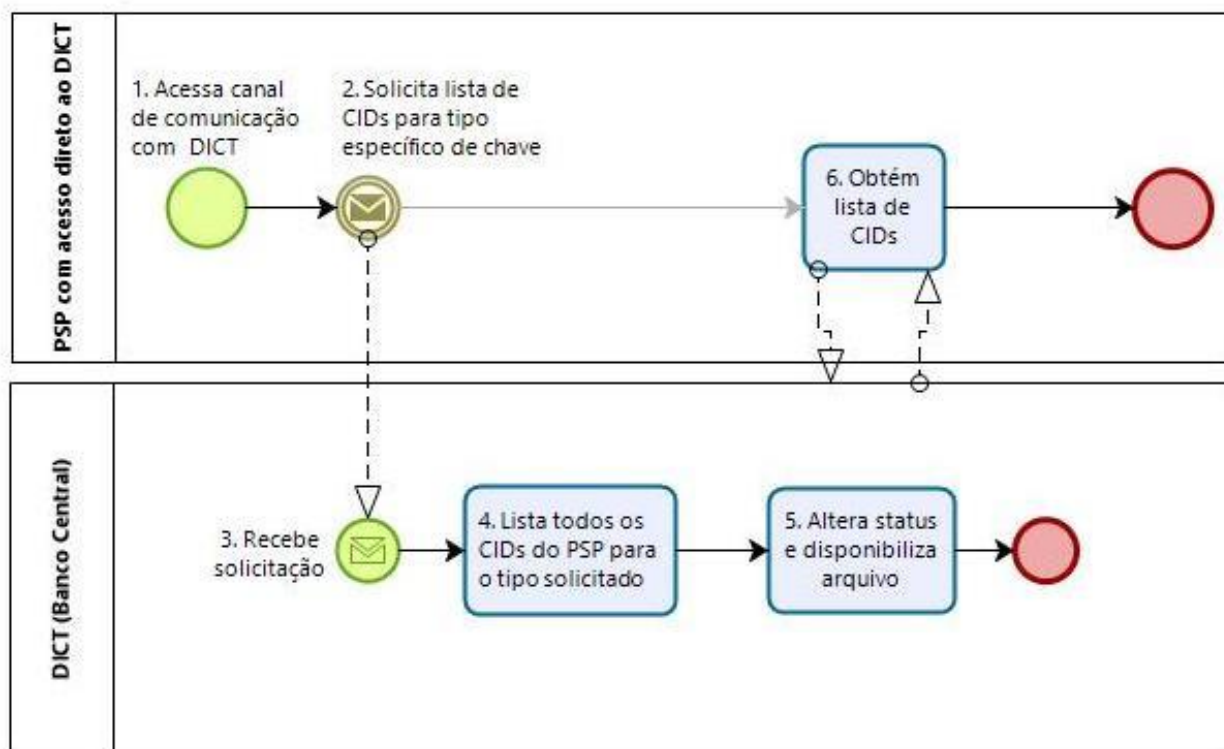 PSP com acesso direto ao DICT
1. Acessa canal
de comunicação
com DICT
2. Solicita lista de
CIDs para tipo
específico de chave
6. Obtém
lista de
CIDs
DICT (Banco Central)
3. Recebe
solicitação
4. Lista todos os
CIDs do PSP para
o tipo solicitado
5. Altera status
e disponibiliza
arquivo